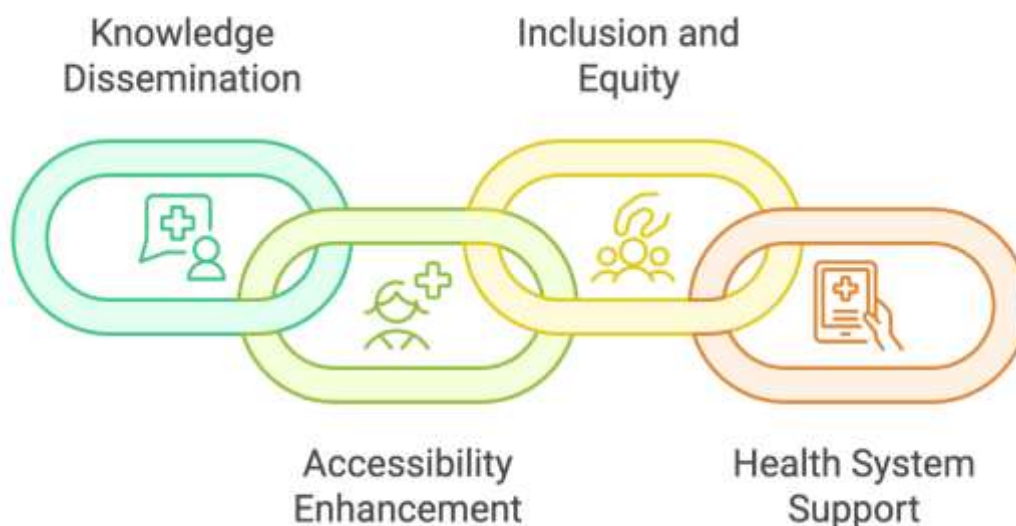 Knowledge
Dissemination
Inclusion and
Equity
Accessibility
Enhancement
Health System
Support